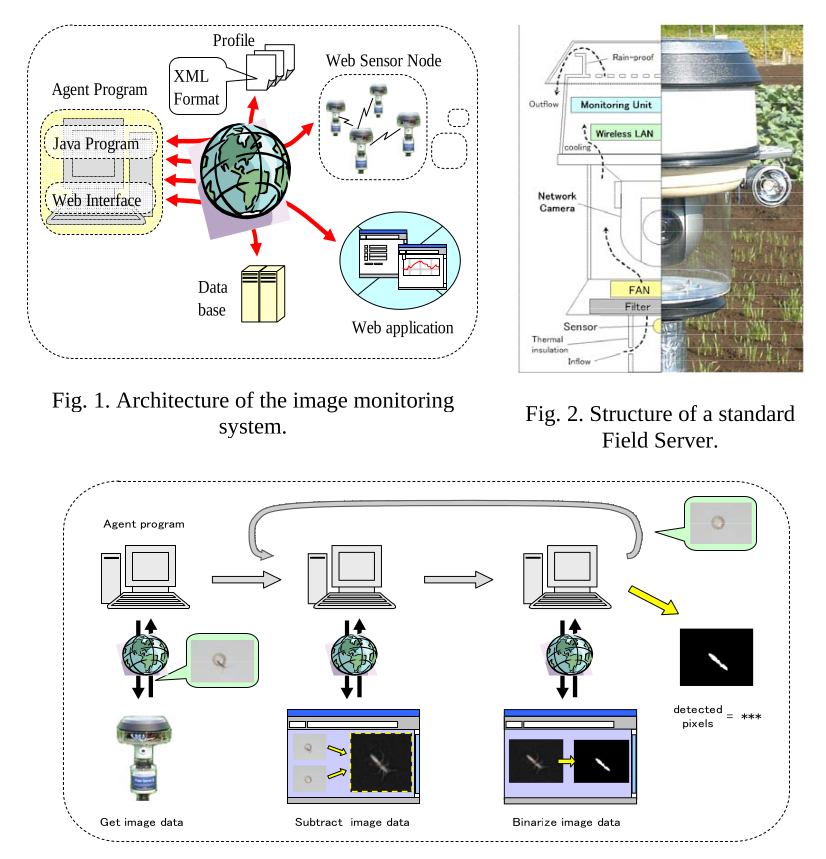 Profile
XML
Format
Web Sensor Node
Agent Program
Java Program
Web Interface
Data
base
Web application
Fig. 1. Architecture of the image monitoring
system.
Rain-proof
Outflow
Monitoring Unit
Wireless LAN
cooling
Network
Camera
FAN
Filter
Sensor
Thermal
insulation
Inflow
Fig. 2. Structure of a standard
Field Server.
Agent program
detected
pixels = ***
Get image data
Subtract image data
Binarize image data